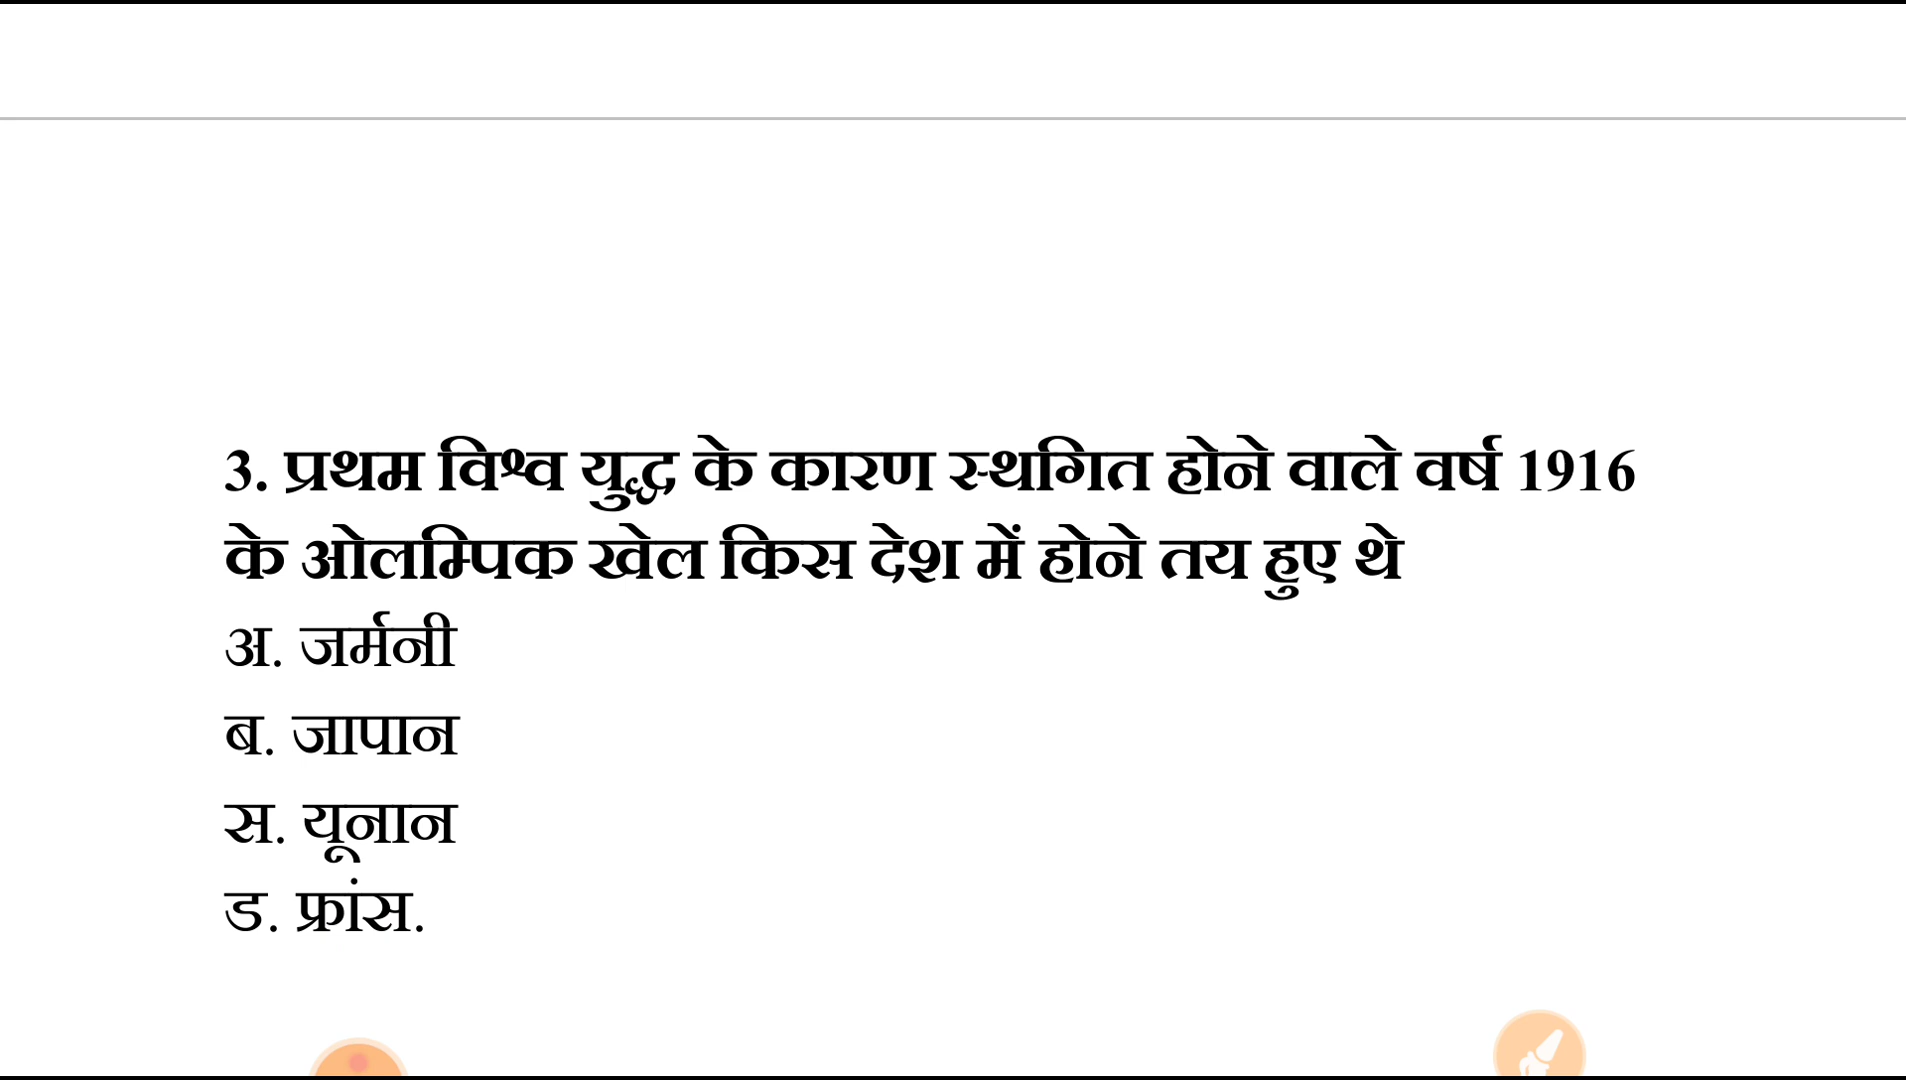 3. प्रथम विश्व युद्ध के कारण स्थगित होने वाले वर्ष 1916
के ओलम्पिक खेल किस देश में होने तय हुए थे
अ. जर्मनी
ब. जापान
स. यूनान
ड. फ्रांस.